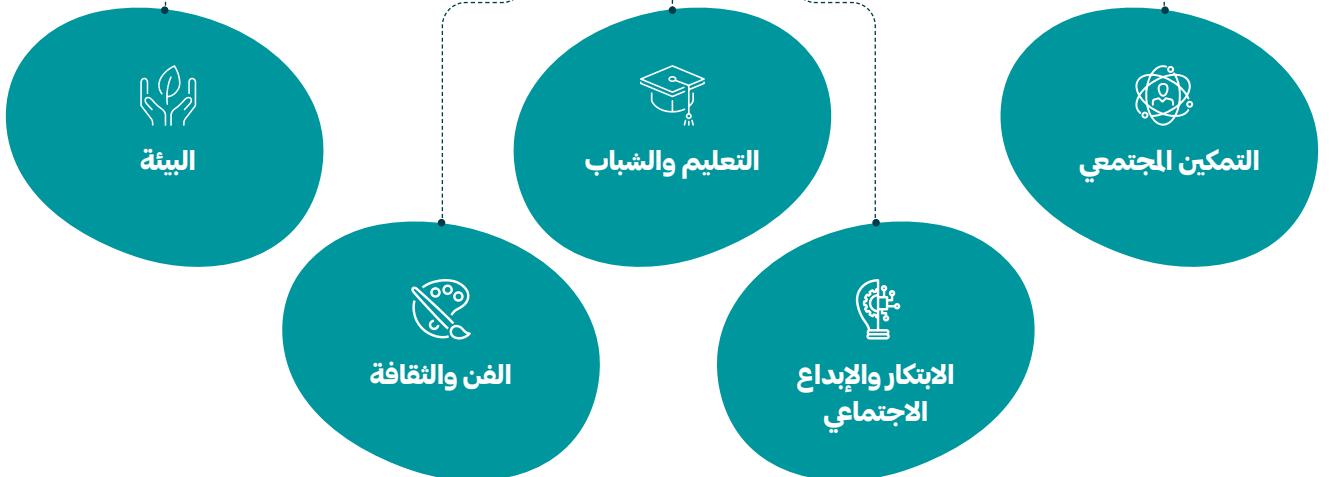 التمكين المجتمعي
التعليم والشباب
البيئة
الابتكار والإبداع
الاجتماعي
الفن والثقافة